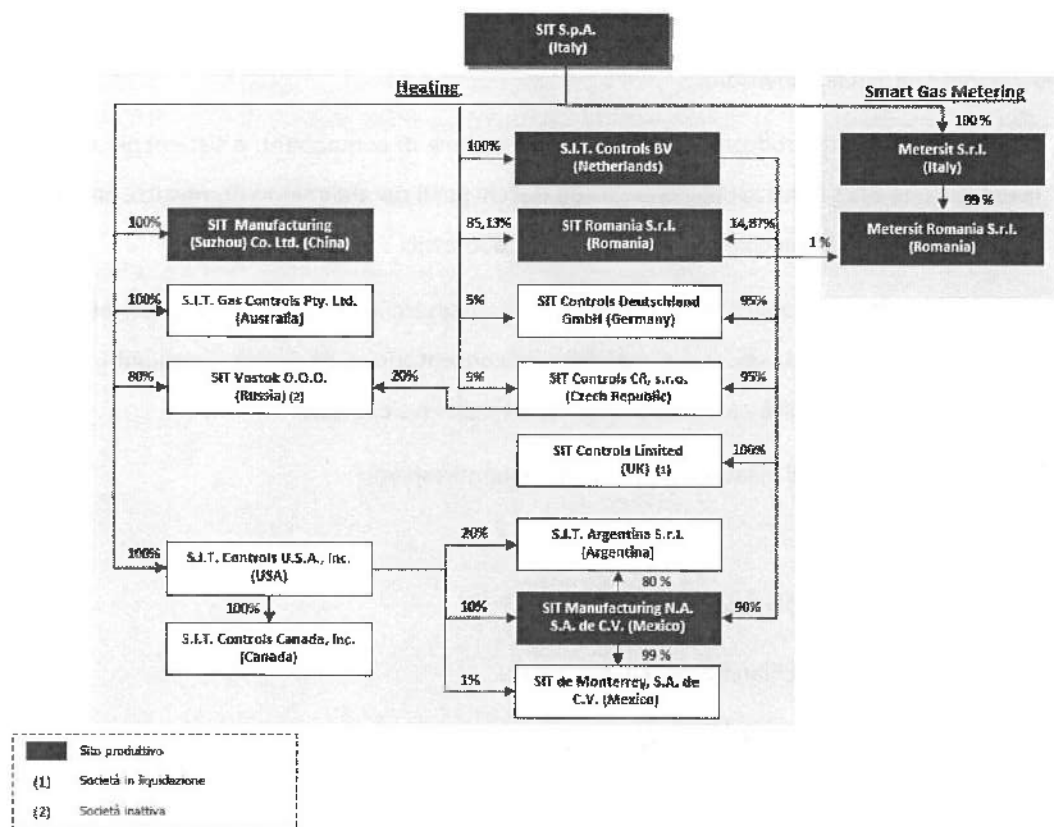 SIT S.p.A.
(Italy)
Heating
Smart Gas Metering
100%
S.I.T. Controls BV
(Netherlands)
100%
Metersit S.r.l.
(Italy)
99%
100%
SIT Manufacturing
(Suzhou) Co. Ltd. (China)
85,13%
SIT Romania S.r.l.
(Romania)
14,87%
1%
Metersit Romania S.r.l.
(Romania)
100%
S.I.T. Gas Controls Pty. Ltd.
(Australia)
5%
SIT Controls Deutschland
GmbH (Germany)
95%
80%
SIT Vostok O.O.O.
(Russia) (2)
20%
5%
SIT Controls CR, s.r.o.
(Czech Republic)
95%
SIT Controls Limited
(UK) (1)
100%
100%
S.I.T. Controls U.S.A., Inc.
(USA)
20%
S.I.T. Argentina S.r.l.
(Argentina)
80%
100%
10%
SIT Manufacturing N.A.
S.A. de C.V. (Mexico)
90%
S.I.T. Controls Canada, Inc.
(Canada)
99%
1%
SIT de Monterrey, S.A. de
C.V. (Mexico)
Sito produttivo
(1) Società in liquidazione
(2) Società inattiva